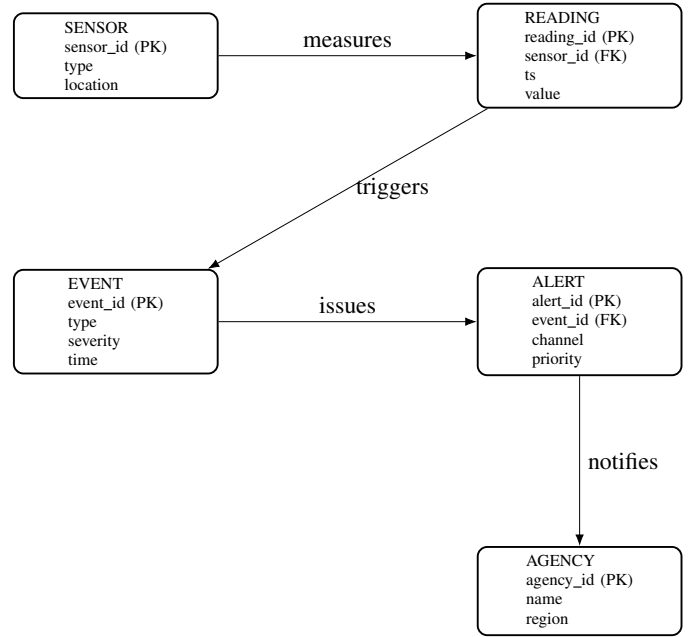 SENSOR
sensor_id (PK)
type
location
measures
READING
reading_id (PK)
sensor_id (FK)
ts
value
triggers
EVENT
event_id (PK)
type
severity
time
issues
ALERT
alert_id (PK)
event_id (FK)
channel
priority
notifies
AGENCY
agency_id (PK)
name
region